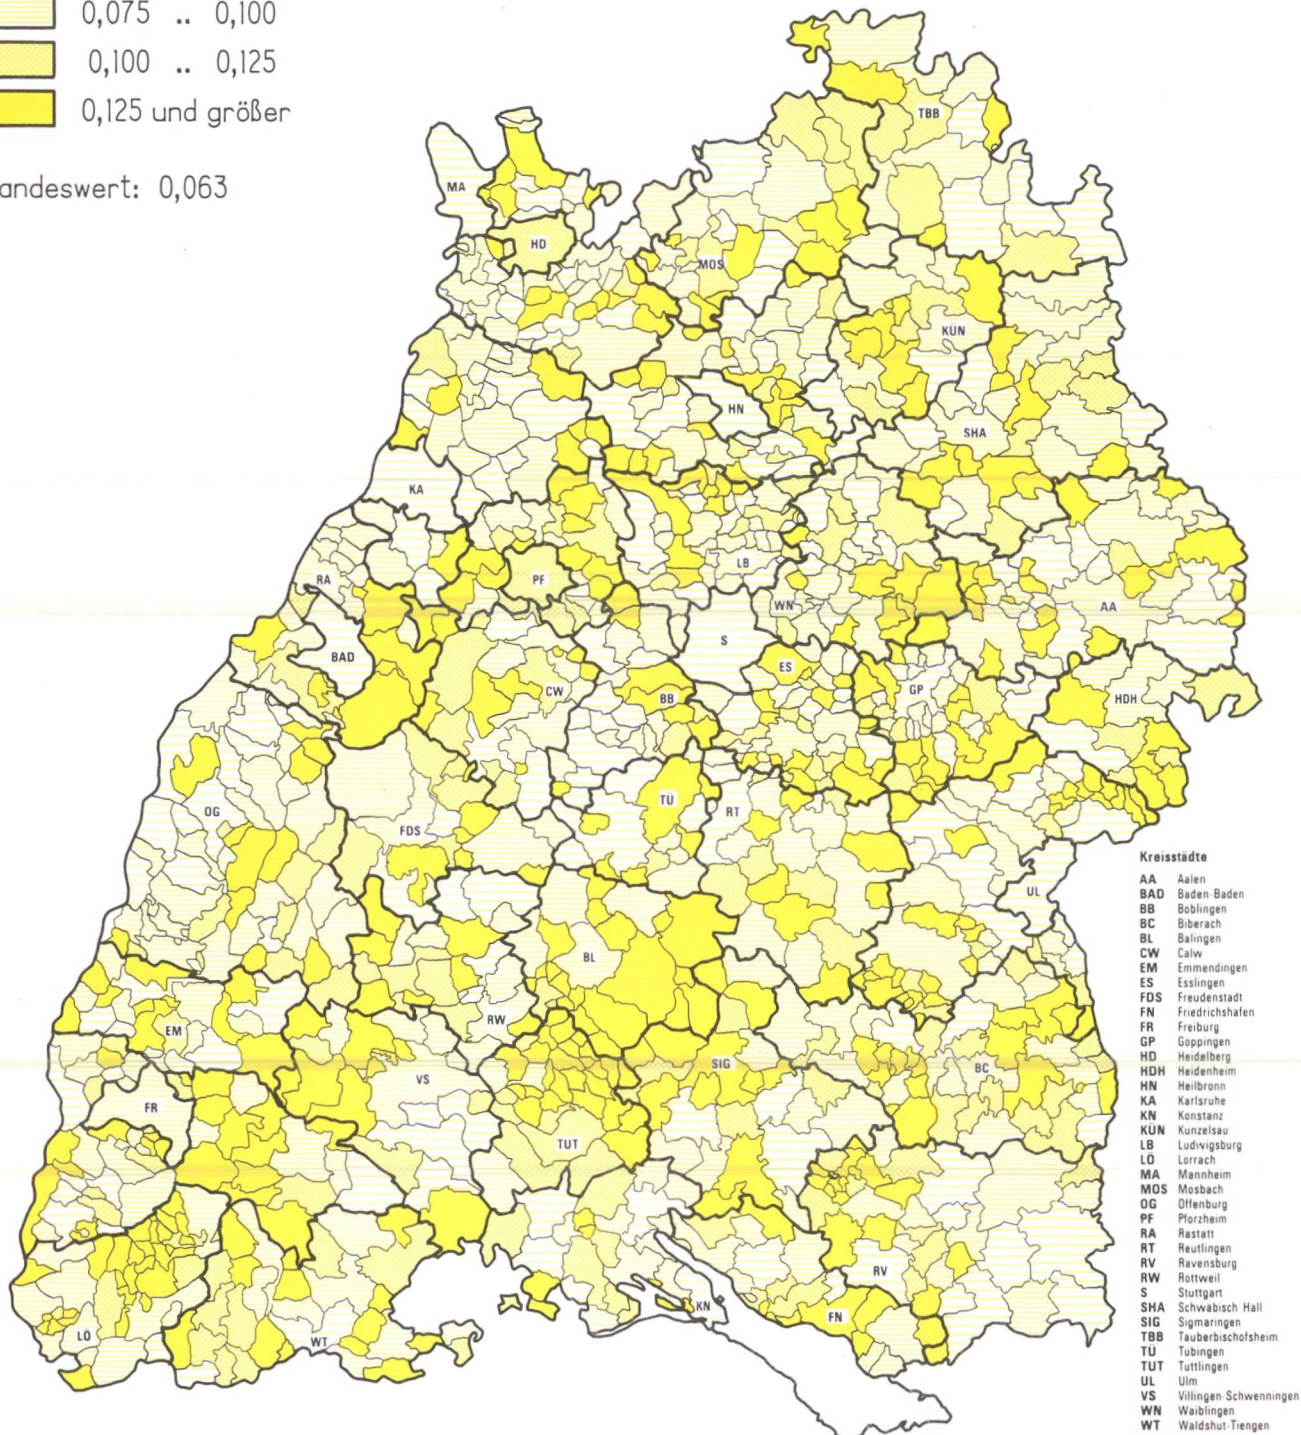 0,075 .. 0,100
0,100 .. 0,125
0,125 und größer
andeswert: 0,063
TBB
MA
HD
MOS
KÜN
HN
SHA
KA
LB
PF
RA
WN
AA
S
BAD
ES
CW
BB
GP
HDH
TÜ
RT
OG
FDS
UL
BL
RW
EM
SIG
BC
VS
FR
TUT
RV
KN
FN
LÖ
WT
Kreisstädte
AA Aalen
BAD Baden-Baden
BB Boblingen
BC Biberach
BL Balingen
CW Calw
EM Emmendingen
ES Esslingen
FDS Freudenstadt
FN Friedrichshafen
FR Freiburg
GP Goppingen
HD Heidelberg
HDH Heidenheim
HN Heilbronn
KA Karlsruhe
KN Konstanz
KÜN Kunzelsau
LB Ludwigsburg
LÖ Lorrach
MA Mannheim
MOS Mosbach
OG Offenburg
PF Pforzheim
RA Rastatt
RT Reutlingen
RV Ravensburg
RW Rottweil
S Stuttgart
SHA Schwabisch Hall
SIG Sigmaringen
TBB Tauberbischofsheim
TÜ Tubingen
TUT Tuttlingen
UL Ulm
VS Villingen-Schwenningen
WN Waiblingen
WT Waldshut-Tiengen